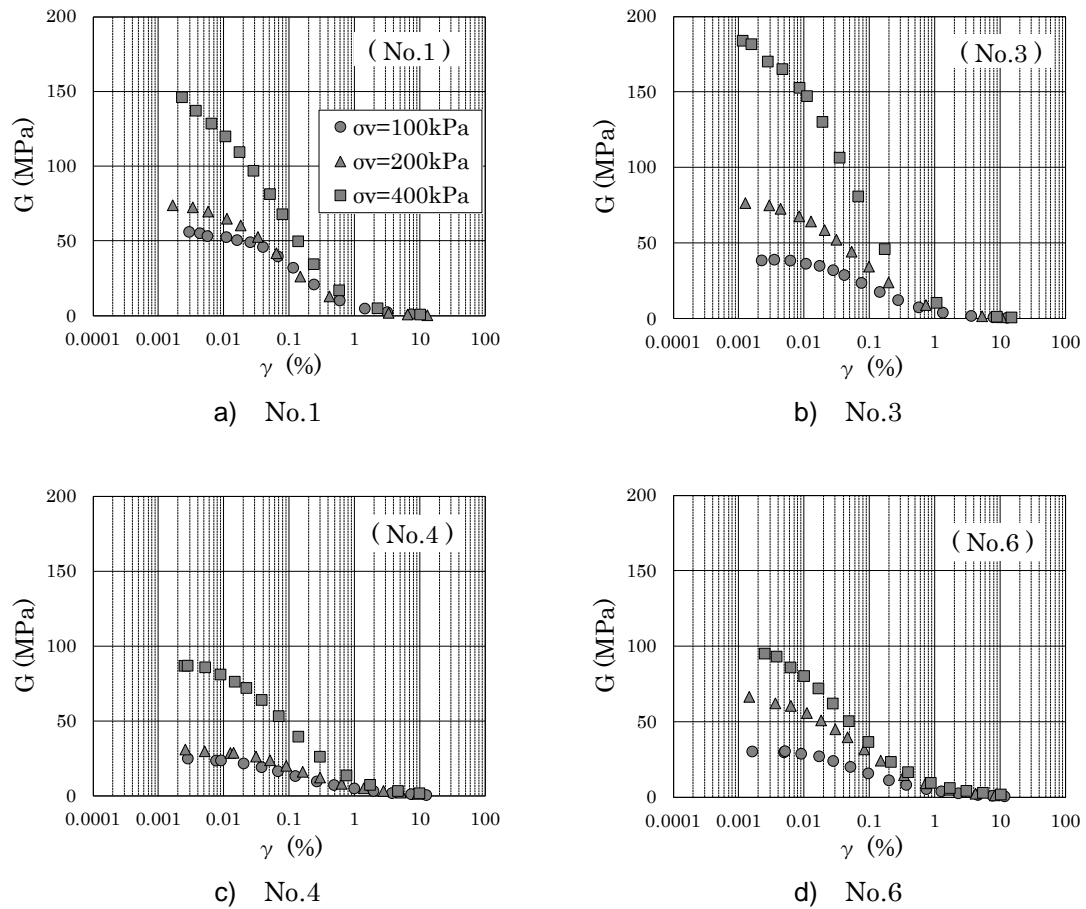 200
150
100
50
0
G (MPa)
(No.1)
σv=100kPa
σv=200kPa
σv=400kPa
0.0001 0.001 0.01 0.1 1 10 100
γ (%)
a) No.1
200
150
100
50
0
G (MPa)
(No.3)
0.0001 0.001 0.01 0.1 1 10 100
γ (%)
b) No.3
200
150
100
50
0
G (MPa)
(No.4)
0.0001 0.001 0.01 0.1 1 10 100
γ (%)
c) No.4
200
150
100
50
0
G (MPa)
(No.6)
0.0001 0.001 0.01 0.1 1 10 100
γ (%)
d) No.6